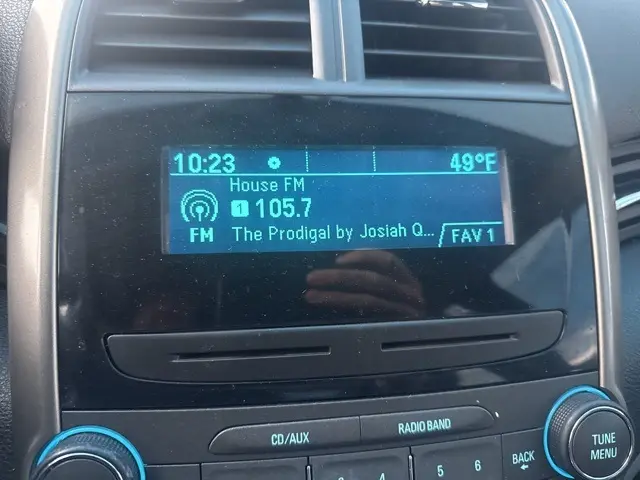 10:23 49°F
House FM
1 105.7
FM The Prodigal by Josiah Q... FAV 1
CD/AUX RADIO BAND
3 4 5 6 BACK
TUNE
MENU